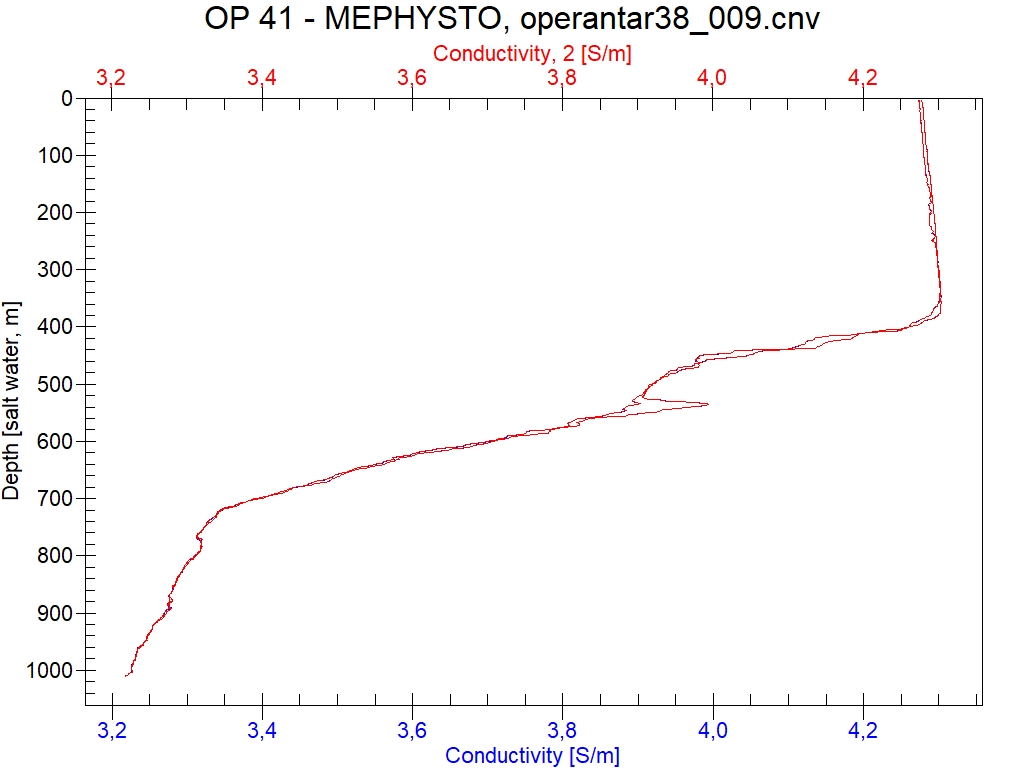 OP 41 - MEPHYSTO, operantar38_009.cnv
Conductivity, 2 [S/m]
3,2 3,4 3,6 3,8 4,0 4,2
0
100
200
300
400
500
600
700
800
900
1000
Depth [salt water, m]
3,2 3,4 3,6 3,8 4,0 4,2
Conductivity [S/m]